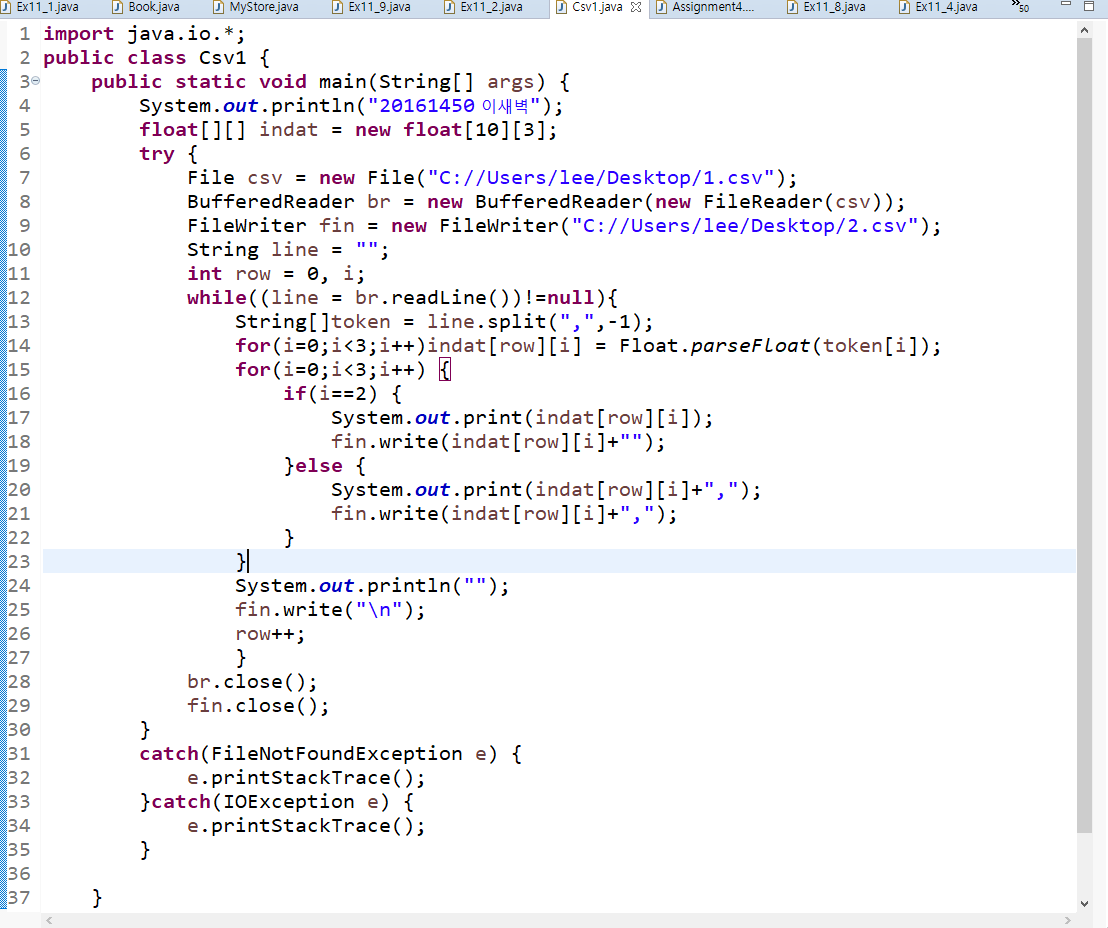 Ex11_1.java Book.java MyStore.java Ex11_9.java Ex11_2.java Csv1.java Assignment4.... Ex11_8.java Ex11_4.java »50
1 import java.io.*;
2 public class Csv1 {
3 public static void main(String[] args) {
4 System.out.println("20161450 이새벽");
5 float[][] indat = new float[10][3];
6 try {
7 File csv = new File("C://Users/lee/Desktop/1.csv");
8 BufferedReader br = new BufferedReader(new FileReader(csv));
9 FileWriter fin = new FileWriter("C://Users/lee/Desktop/2.csv");
10 String line = "";
11 int row = 0, i;
12 while((line = br.readLine())!=null){
13 String[]token = line.split(",",-1);
14 for(i=0;i<3;i++)indat[row][i] = Float.parseFloat(token[i]);
15 for(i=0;i<3;i++) {
16 if(i==2) {
17 System.out.print(indat[row][i]);
18 fin.write(indat[row][i]+"");
19 }else {
20 System.out.print(indat[row][i]+",");
21 fin.write(indat[row][i]+",");
22 }
23 }
24 System.out.println("");
25 fin.write("\n");
26 row++;
27 }
28 br.close();
29 fin.close();
30 }
31 catch(FileNotFoundException e) {
32 e.printStackTrace();
33 }catch(IOException e) {
34 e.printStackTrace();
35 }
36
37 }